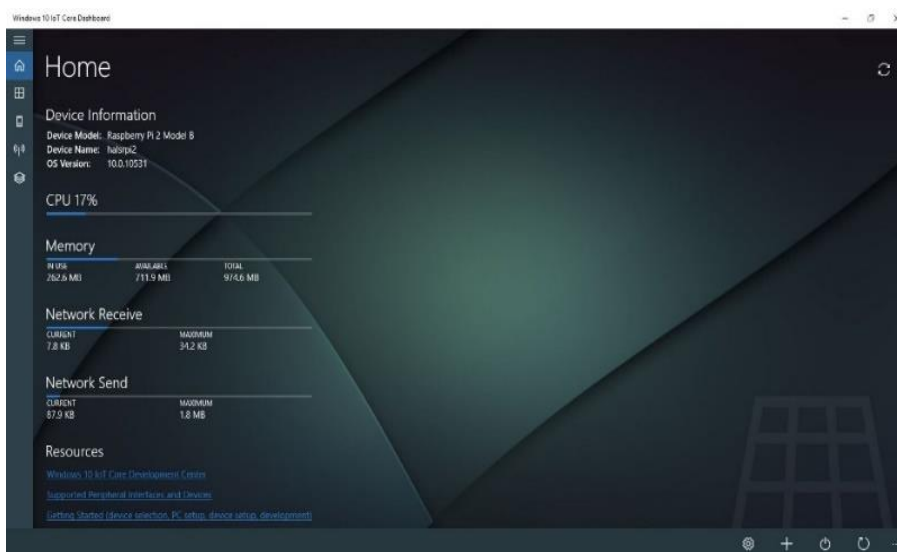 Windows 10 IoT Core Dashboard
Home
Device Information
Device Model: Raspberry Pi 2 Model B
Device Name: halsrpi2
OS Version: 10.0.10531
CPU 17%
Memory
IN USE AVAILABLE TOTAL
262.6 MB 711.9 MB 974.6 MB
Network Receive
CURRENT MAXIMUM
7.8 KB 34.2 KB
Network Send
CURRENT MAXIMUM
87.9 KB 1.8 MB
Resources
Windows 10 IoT Core Development Center
Supported Peripheral Interfaces and Devices
Getting Started (device selection, PC setup, device setup, development)